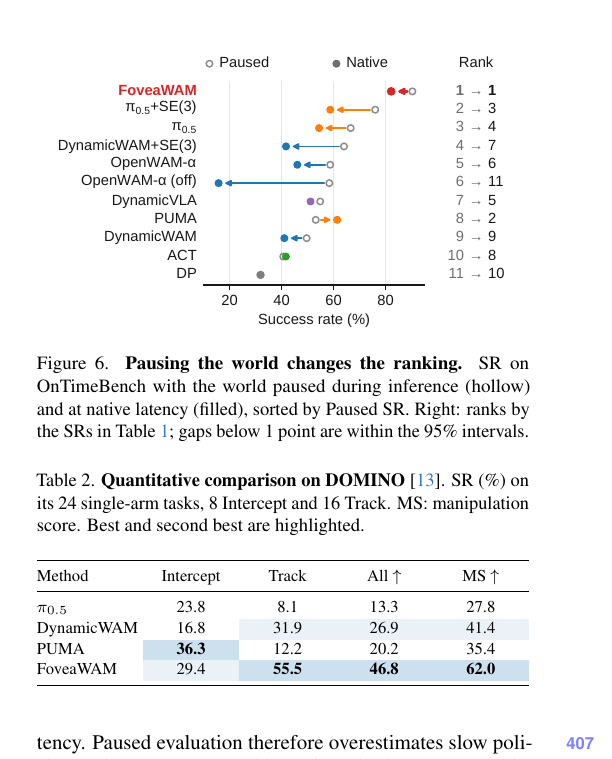 Paused Native Rank
FoveaWAM 1 → 1
π0.5+SE(3) 2 → 3
π0.5 3 → 4
DynamicWAM+SE(3) 4 → 7
OpenWAM-α 5 → 6
OpenWAM-α (off) 6 → 11
DynamicVLA 7 → 5
PUMA 8 → 2
DynamicWAM 9 → 9
ACT 10 → 8
DP 11 → 10
20 40 60 80
Success rate (%)
Figure 6. Pausing the world changes the ranking. SR on
OnTimeBench with the world paused during inference (hollow)
and at native latency (filled), sorted by Paused SR. Right: ranks by
the SRs in Table 1; gaps below 1 point are within the 95% intervals.
Table 2. Quantitative comparison on DOMINO [13]. SR (%) on
its 24 single-arm tasks, 8 Intercept and 16 Track. MS: manipulation
score. Best and second best are highlighted.
Method Intercept Track All ↑ MS ↑
π0.5 23.8 8.1 13.3 27.8
DynamicWAM 16.8 31.9 26.9 41.4
PUMA 36.3 12.2 20.2 35.4
FoveaWAM 29.4 55.5 46.8 62.0
tency. Paused evaluation therefore overestimates slow poli- 407